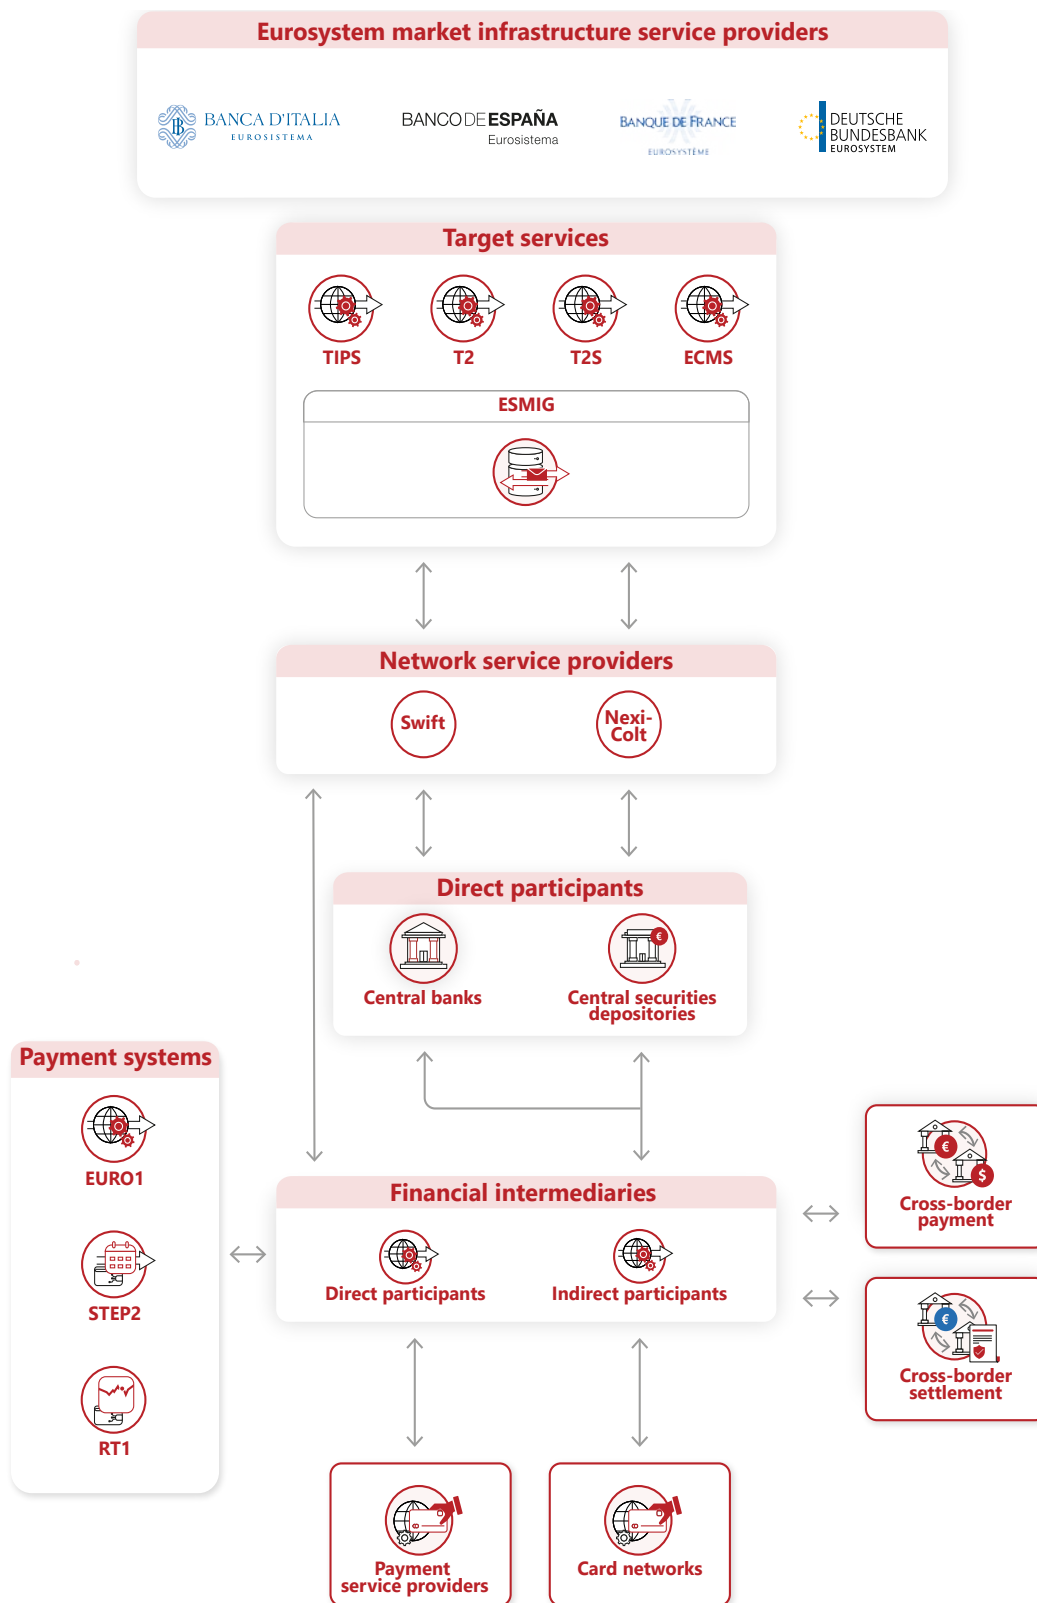 Eurosystem market infrastructure service providers
BANCA D'ITALIA
EUROSISTEMA
BANCO DE ESPAÑA
Eurosistema
BANQUE DE FRANCE
EUROSYSTÈME
DEUTSCHE
BUNDESBANK
EUROSYSTEM
Target services
TIPS
T2
T2S
ECMS
ESMIG
Network service providers
Swift
Nexi-
Colt
Direct participants
€
Central banks
Central securities
depositories
Payment systems
EURO1
STEP2
RT1
Financial intermediaries
Direct participants
Indirect participants
€
$
Cross-border
payment
€
Cross-border
settlement
Payment
service providers
Card networks